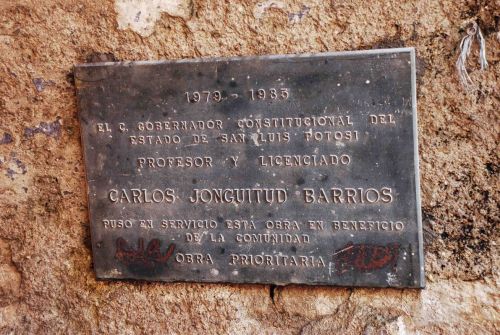 1979 - 1985
EL C. GOBERNADOR CONSTITUCIONAL DEL
ESTADO DE SAN LUIS POTOSI
PROFESOR Y LICENCIADO
CARLOS JONGUITUD BARRIOS
PUSO EN SERVICIO ESTA OBRA EN BENEFICIO
DE LA COMUNIDAD
OBRA PRIORITARIA